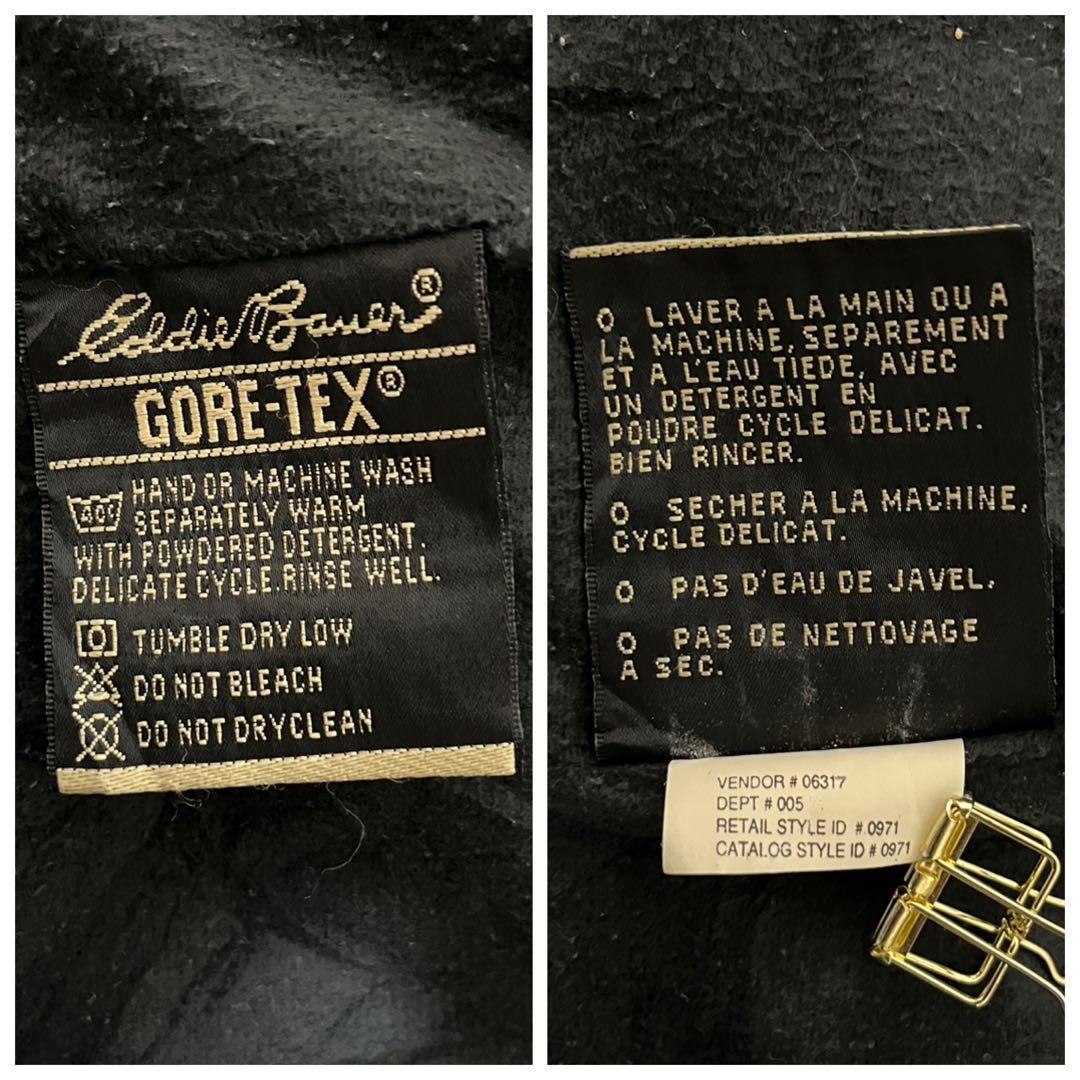 Eddie Bauer®
GORE-TEX®
40° HAND OR MACHINE WASH
SEPARATELY WARM
WITH POWDERED DETERGENT.
DELICATE CYCLE.RINSE WELL.
TUMBLE DRY LOW
DO NOT BLEACH
DO NOT DRYCLEAN
O LAVER A LA MAIN OU A
LA MACHINE, SEPAREMENT
ET A L'EAU TIEDE, AVEC
UN DETERGENT EN
POUDRE CYCLE DELICAT.
BIEN RINCER.
O SECHER A LA MACHINE,
CYCLE DELICAT.
O PAS D'EAU DE JAVEL.
O PAS DE NETTOVAGE
A SEC.
VENDOR # 06317
DEPT # 005
RETAIL STYLE ID # 0971
CATALOG STYLE ID # 0971